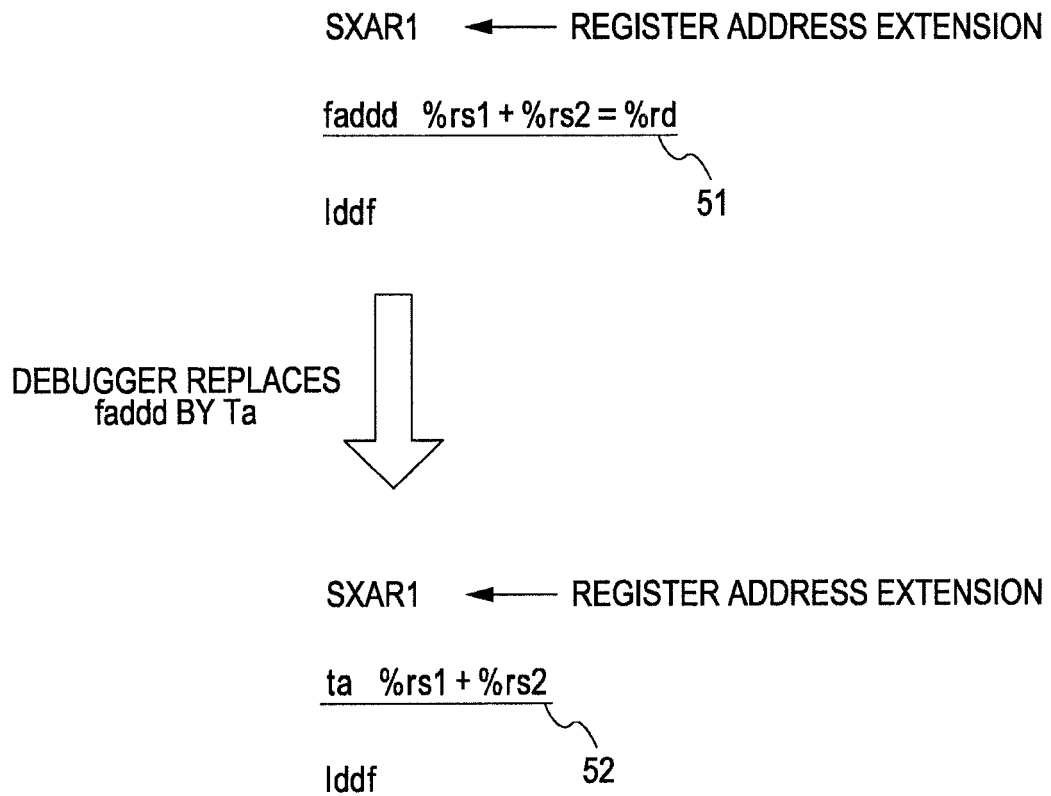 SXAR1 REGISTER ADDRESS EXTENSION
faddd %rs1 + %rs2 = %rd
51
lddf
DEBUGGER REPLACES
faddd BY Ta
SXAR1 REGISTER ADDRESS EXTENSION
ta %rs1 + %rs2
52
lddf